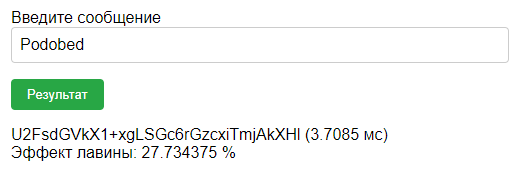 Введите сообщение
Podobed
Результат
U2FsdGVkX1+xgLSGc6rGzcxiTmjAkXHl (3.7085 мс)
Эффект лавины: 27.734375 %